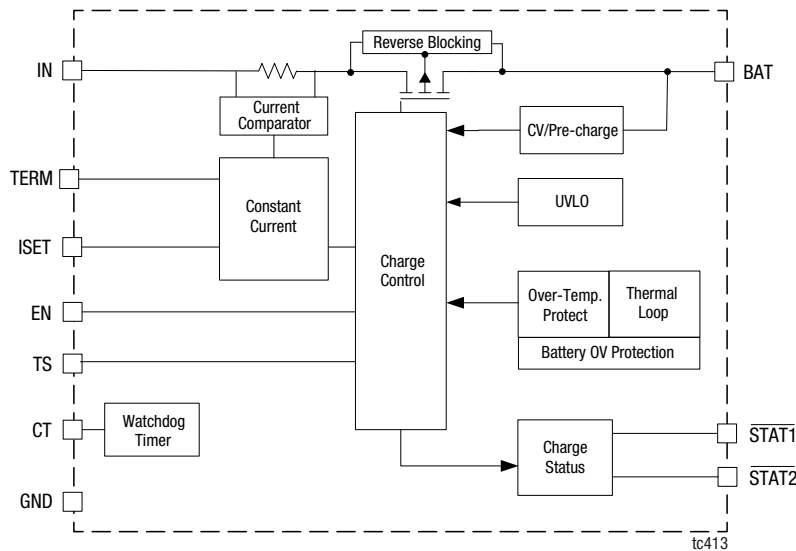 Reverse Blocking
IN
BAT
Current
Comparator
CV/Pre-charge
TERM
Constant
Current
UVLO
ISET
Charge
Control
Over-Temp.
Protect
Thermal
Loop
EN
Battery OV Protection
TS
CT
Watchdog
Timer
Charge
Status
STAT1
STAT2
GND
tc413